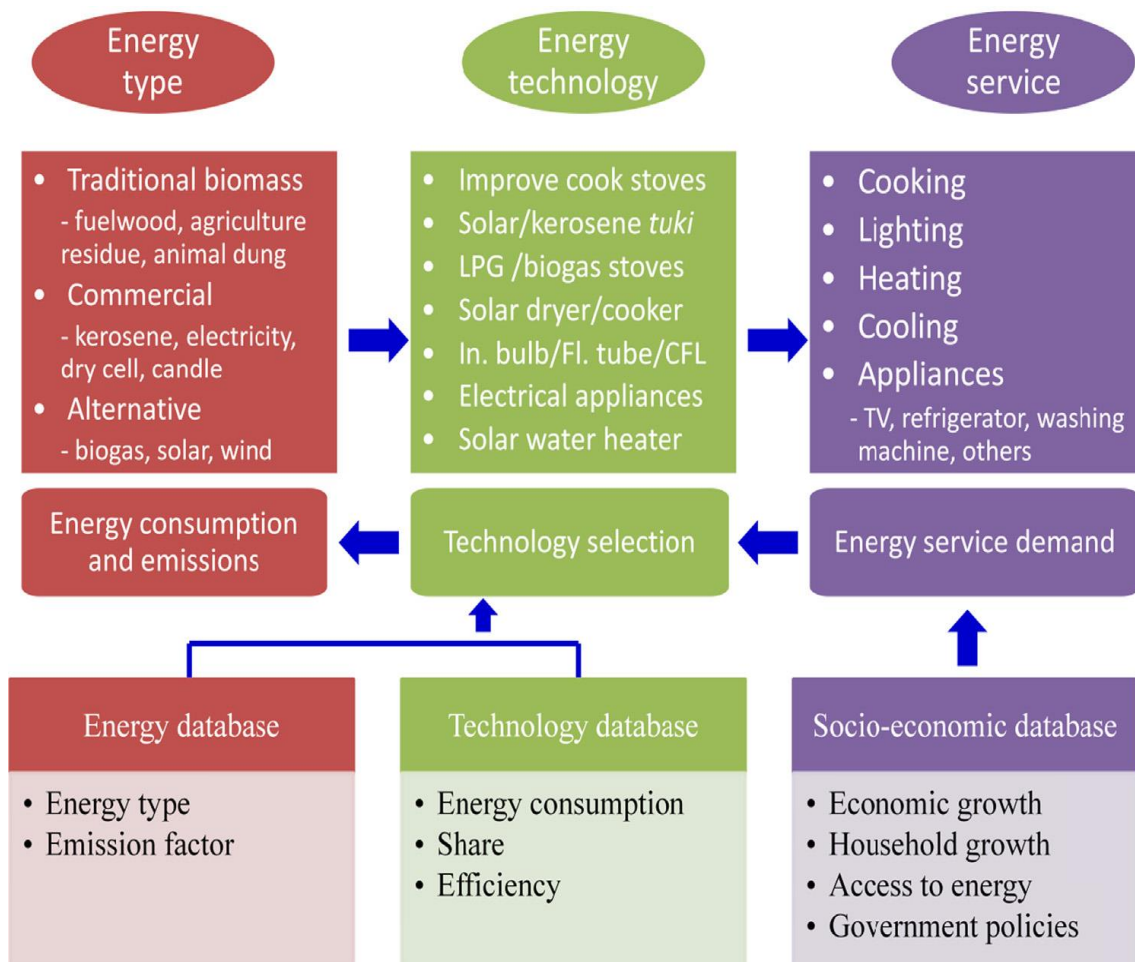 Energy
type
Energy
technology
Energy
service
• Traditional biomass
- fuelwood, agriculture
residue, animal dung
• Commercial
- kerosene, electricity,
dry cell, candle
• Alternative
- biogas, solar, wind
• Improve cook stoves
• Solar/kerosene tuki
• LPG /biogas stoves
• Solar dryer/cooker
• In. bulb/Fl. tube/CFL
• Electrical appliances
• Solar water heater
• Cooking
• Lighting
• Heating
• Cooling
• Appliances
- TV, refrigerator, washing
machine, others
Energy consumption
and emissions
Technology selection
Energy service demand
Energy database
• Energy type
• Emission factor
Technology database
• Energy consumption
• Share
• Efficiency
Socio-economic database
• Economic growth
• Household growth
• Access to energy
• Government policies